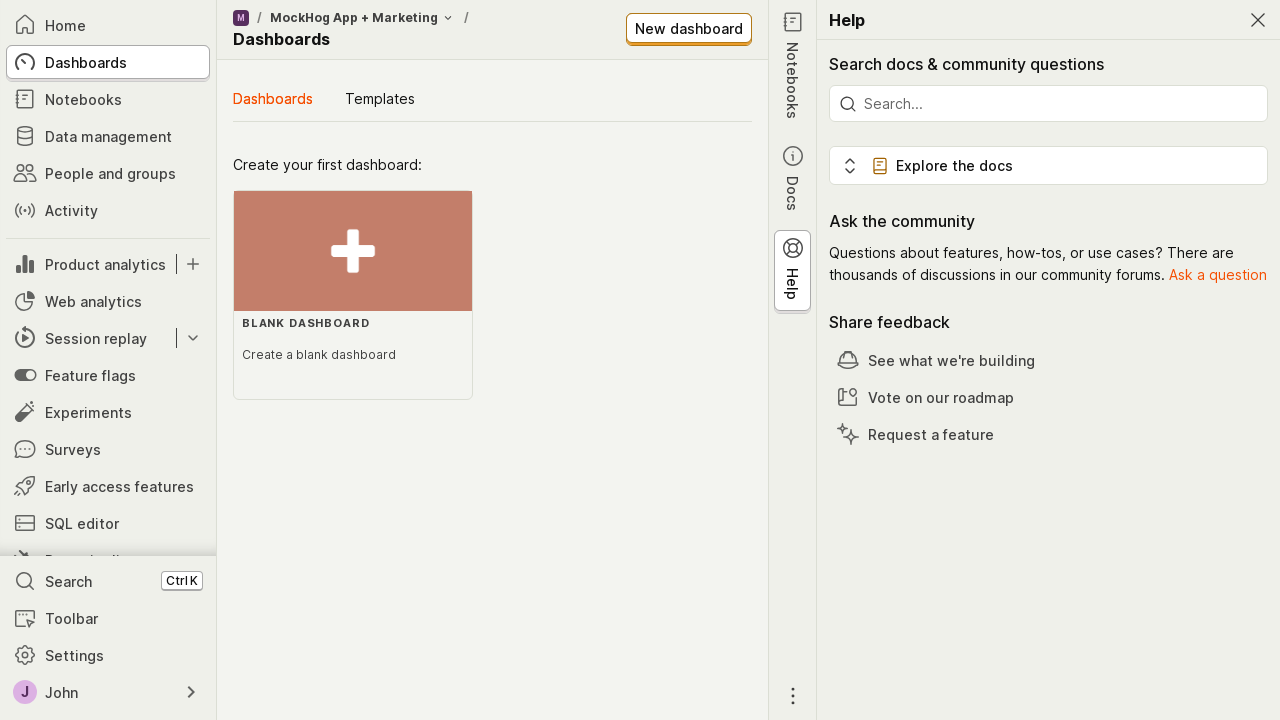 Home
Dashboards
Notebooks
Data management
People and groups
Activity
Product analytics
Web analytics
Session replay
Feature flags
Experiments
Surveys
Early access features
SQL editor
Search Ctrl K
Toolbar
Settings
J John
M / MockHog App + Marketing /
Dashboards
New dashboard
Dashboards Templates
Create your first dashboard:
BLANK DASHBOARD
Create a blank dashboard
Notebooks
Docs
Help
Help
Search docs & community questions
Search...
Explore the docs
Ask the community
Questions about features, how-tos, or use cases? There are
thousands of discussions in our community forums. Ask a question
Share feedback
See what we're building
Vote on our roadmap
Request a feature